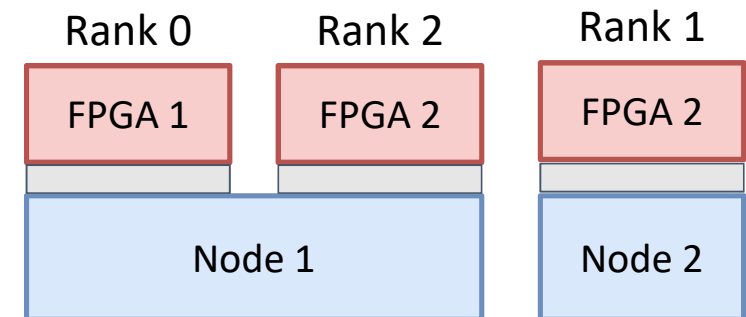 Rank 0 Rank 2 Rank 1
FPGA 1 FPGA 2 FPGA 2
Node 1 Node 2